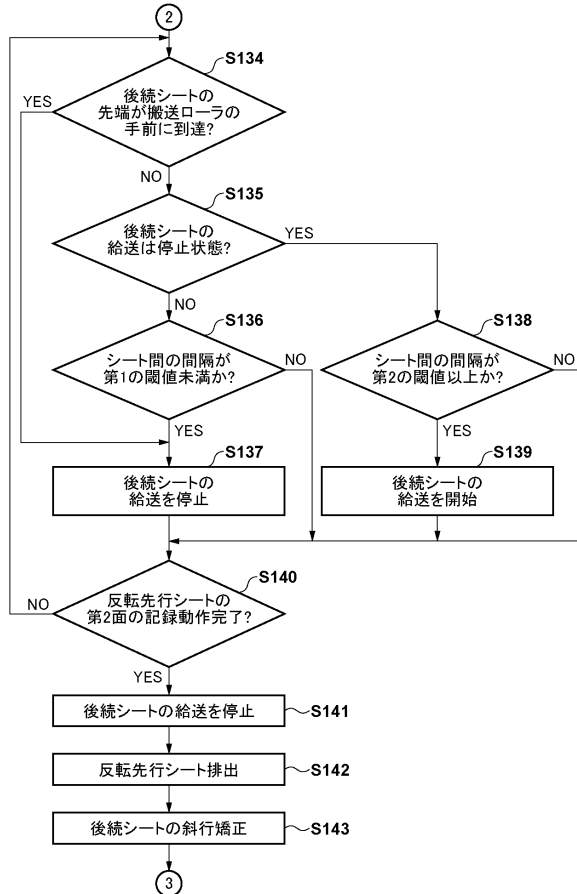 2
S134
後続シートの
先端が搬送ローラの
手前に到達?
YES
NO
S135
後続シートの
給送は停止状態?
YES
NO
S136
シート間の間隔が
第1の閾値未満か?
NO
YES
S138
シート間の間隔が
第2の閾値以上か?
NO
YES
S137
後続シートの
給送を停止
S139
後続シートの
給送を開始
S140
反転先行シートの
第2面の記録動作完了?
NO
YES
後続シートの給送を停止
S141
反転先行シート排出
S142
後続シートの斜行矯正
S143
3